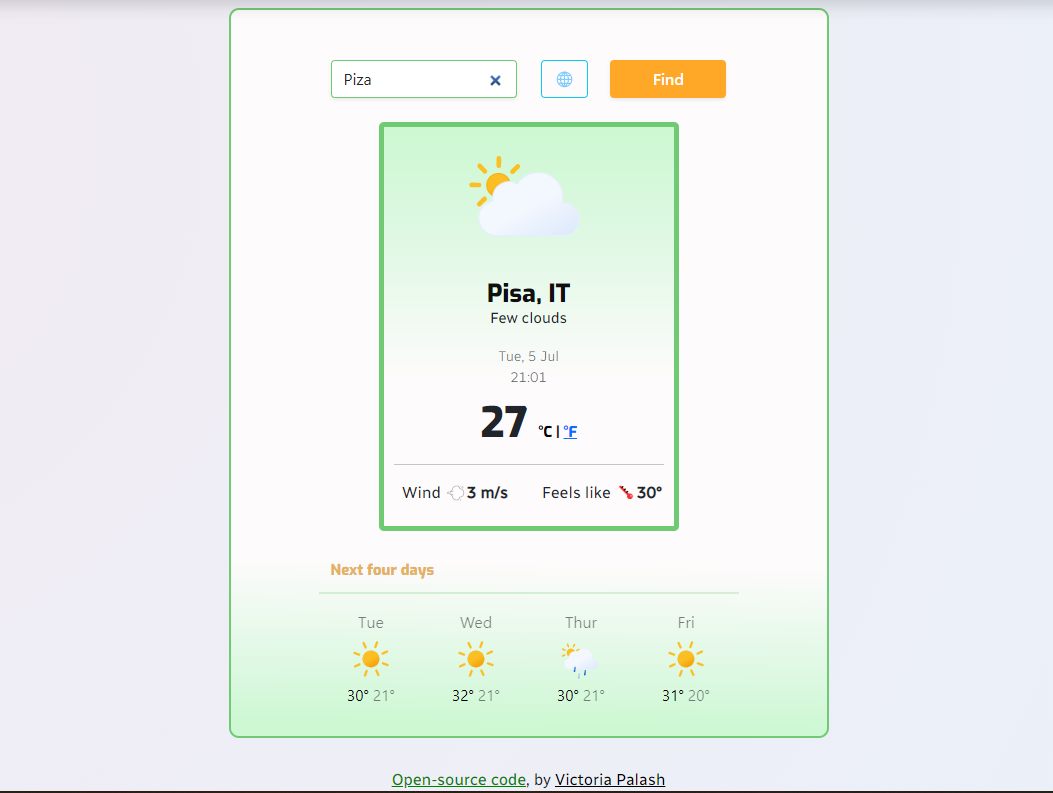 Piza
Find
Pisa, IT
Few clouds
Tue, 5 Jul
21:01
27 °C | °F
Wind 3 m/s Feels like 30°
Next four days
Tue Wed Thur Fri
30° 21° 32° 21° 30° 21° 31° 20°
Open-source code, by Victoria Palash